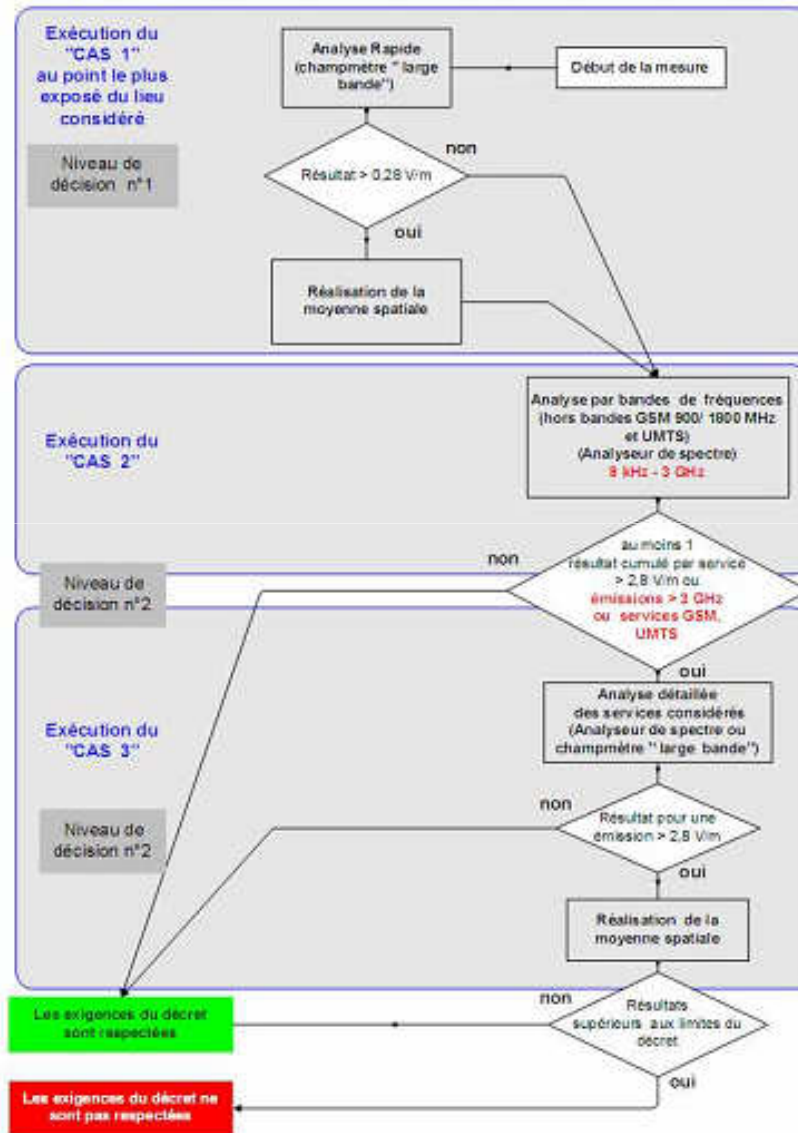 Exécution du
"CAS 1"
au point le plus
exposé du lieu
considéré
Analyse Rapide
(champmètre " large
bande")
Début de la mesure
Niveau de
décision n°1
Résultat > 0,28 V/m
non
oui
Réalisation de la
moyenne spatiale
Exécution du
"CAS 2"
Analyse par bandes de fréquences
(hors bandes GSM 900/ 1800 MHz
et UMTS)
(Analyseur de spectre)
9 kHz - 3 GHz
non
au moins 1
résultat cumulé par service
> 2,8 V/m ou
émissions > 3 GHz
ou services GSM,
UMTS
Niveau de
décision n°2
oui
Exécution du
"CAS 3"
Analyse détaillée
des services considérés
(Analyseur de spectre ou
champmètre " large bande")
Niveau de
décision n°2
non
Résultat pour une
émission > 2,8 V/m
oui
Réalisation de la
moyenne spatiale
Les exigences du décret
sont respectées
non
Résultats
supérieurs aux limites du
décret
oui
Les exigences du décret ne
sont pas respectées